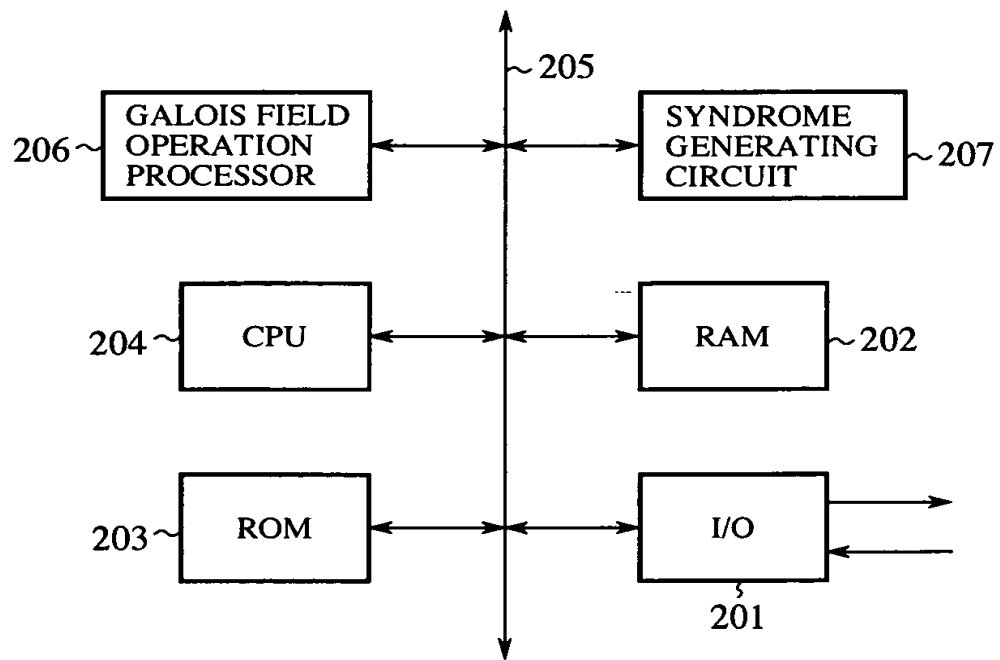 205
GALOIS FIELD
OPERATION
PROCESSOR
206
SYNDROME
GENERATING
CIRCUIT
207
CPU
204
RAM
202
ROM
203
I/O
201